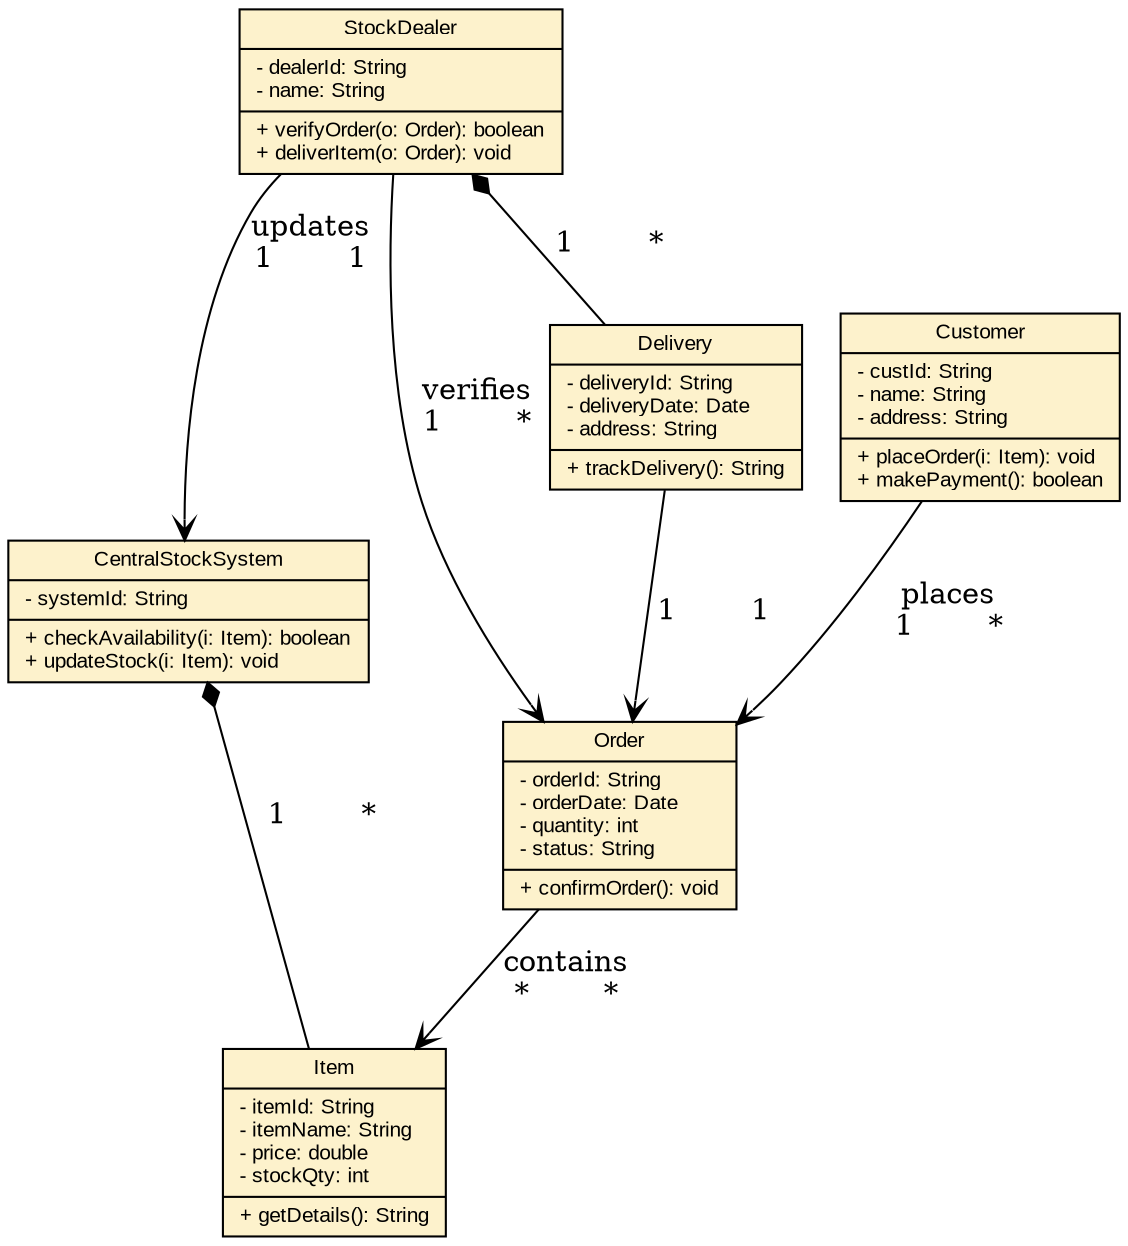 StockDealer
- dealerId: String
- name: String
+ verifyOrder(o: Order): boolean
+ deliverItem(o: Order): void
updates
1 1
1 *
verifies
1 *
Delivery
- deliveryId: String
- deliveryDate: Date
- address: String
+ trackDelivery(): String
Customer
- custId: String
- name: String
- address: String
+ placeOrder(i: Item): void
+ makePayment(): boolean
CentralStockSystem
- systemId: String
+ checkAvailability(i: Item): boolean
+ updateStock(i: Item): void
1 1
places
1 *
Order
- orderId: String
- orderDate: Date
- quantity: int
- status: String
+ confirmOrder(): void
1 *
contains
* *
Item
- itemId: String
- itemName: String
- price: double
- stockQty: int
+ getDetails(): String